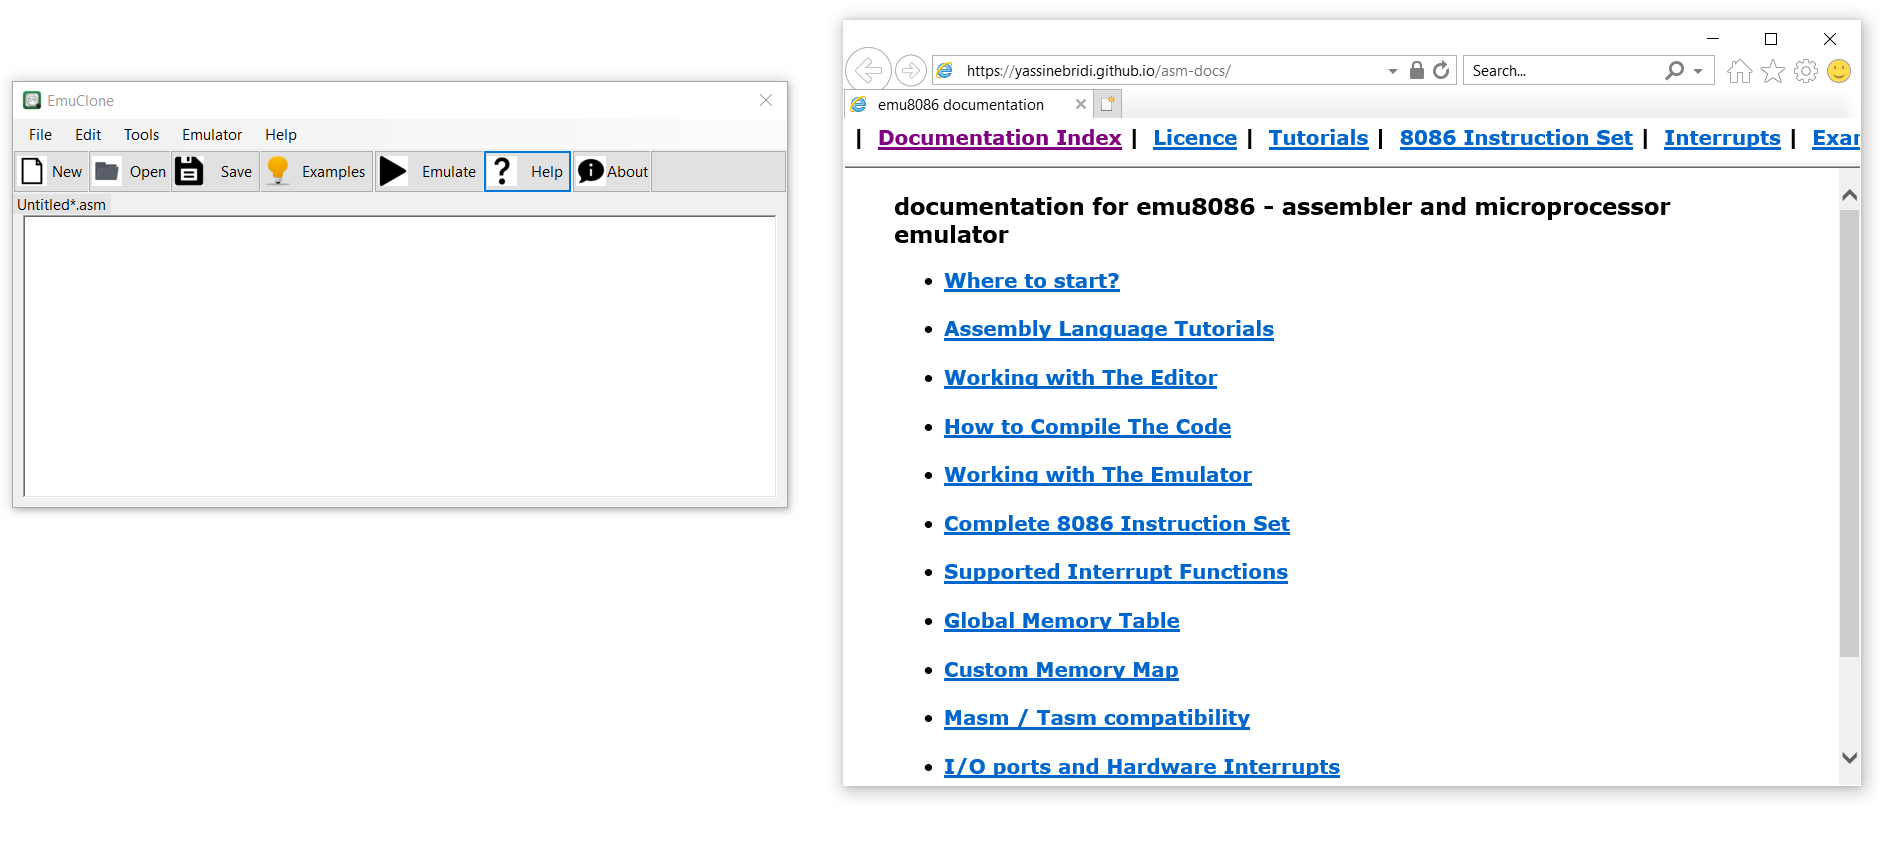 EmuClone
File Edit Tools Emulator Help
New Open Save Examples Emulate Help About
Untitled*.asm
https://yassinebridi.github.io/asm-docs/ Search...
emu8086 documentation
| Documentation Index | Licence | Tutorials | 8086 Instruction Set | Interrupts |
documentation for emu8086 - assembler and microprocessor
emulator
• Where to start?
• Assembly Language Tutorials
• Working with The Editor
• How to Compile The Code
• Working with The Emulator
• Complete 8086 Instruction Set
• Supported Interrupt Functions
• Global Memory Table
• Custom Memory Map
• Masm / Tasm compatibility
• I/O ports and Hardware Interrupts